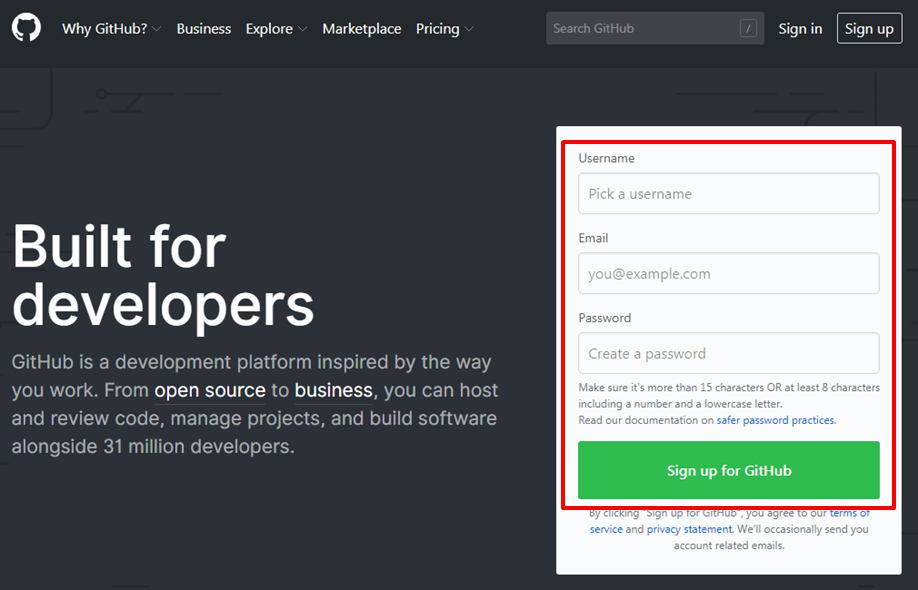 Why GitHub?
Business
Explore
Marketplace
Pricing
Search GitHub
/
Sign in
Sign up
Built for
developers
GitHub is a development platform inspired by the way
you work. From open source to business, you can host
and review code, manage projects, and build software
alongside 31 million developers.
Username
Pick a username
Email
you@example.com
Password
Create a password
Make sure it's more than 15 characters OR at least 8 characters
including a number and a lowercase letter.
Read our documentation on safer password practices.
Sign up for GitHub
By clicking "Sign up for GitHub", you agree to our terms of
service and privacy statement. We'll occasionally send you
account related emails.